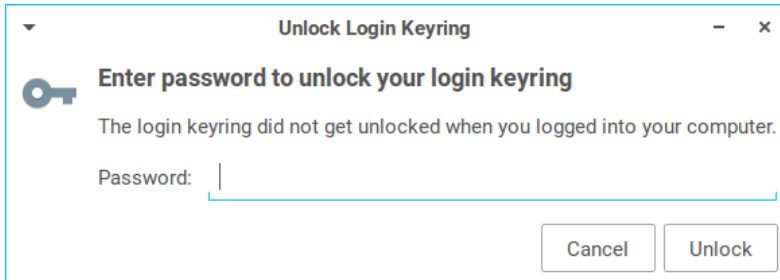 Unlock Login Keyring
Enter password to unlock your login keyring
The login keyring did not get unlocked when you logged into your computer.
Password:
Cancel Unlock